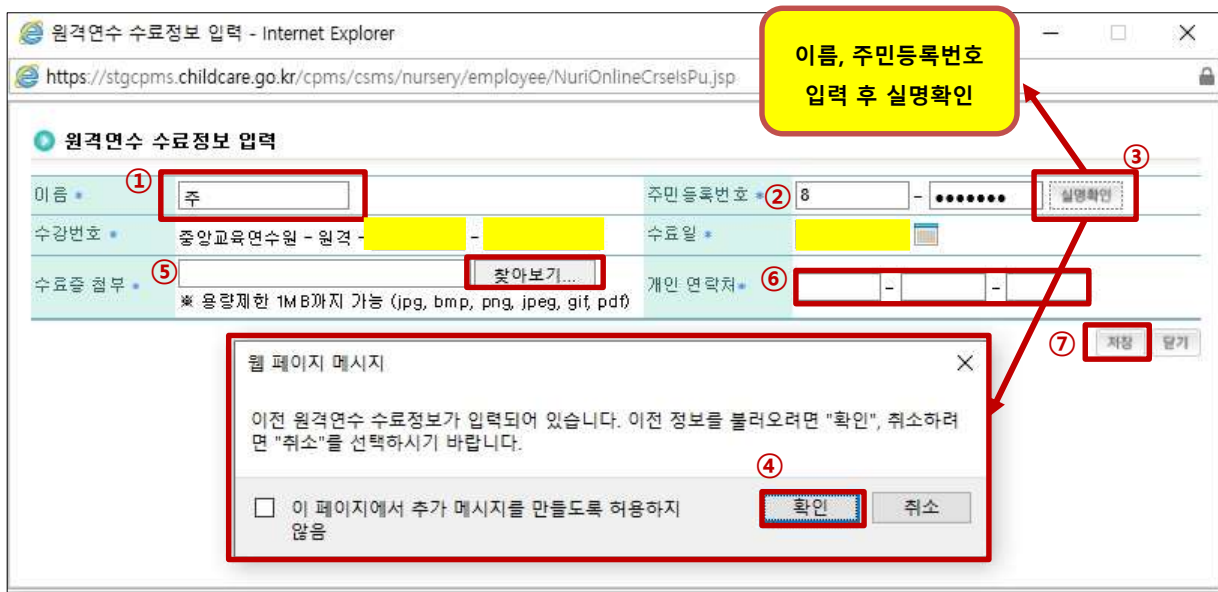 원격연수 수료정보 입력 - Internet Explorer
https://stgcpms.childcare.go.kr/cpms/csms/nursery/employee/NuriOnlineCrseIsPu.jsp
이름, 주민등록번호
입력 후 실명확인
원격연수 수료정보 입력
이름 * ① 주 주민등록번호 * ② 8 - ●●●●●●● 실명확인 ③
수강번호 * 중앙교육연수원 - 원격 - - 수료일 *
수료증 첨부 * ⑤ 찾아보기... 개인 연락처* ⑥ - -
※ 용량제한 1MB까지 가능 (jpg, bmp, png, jpeg, gif, pdf)
⑦ 저장 닫기
웹 페이지 메시지
이전 원격연수 수료정보가 입력되어 있습니다. 이전 정보를 불러오려면 "확인", 취소하려
면 "취소"를 선택하시기 바랍니다.
④
이 페이지에서 추가 메시지를 만들도록 허용하지 확인 취소
않음